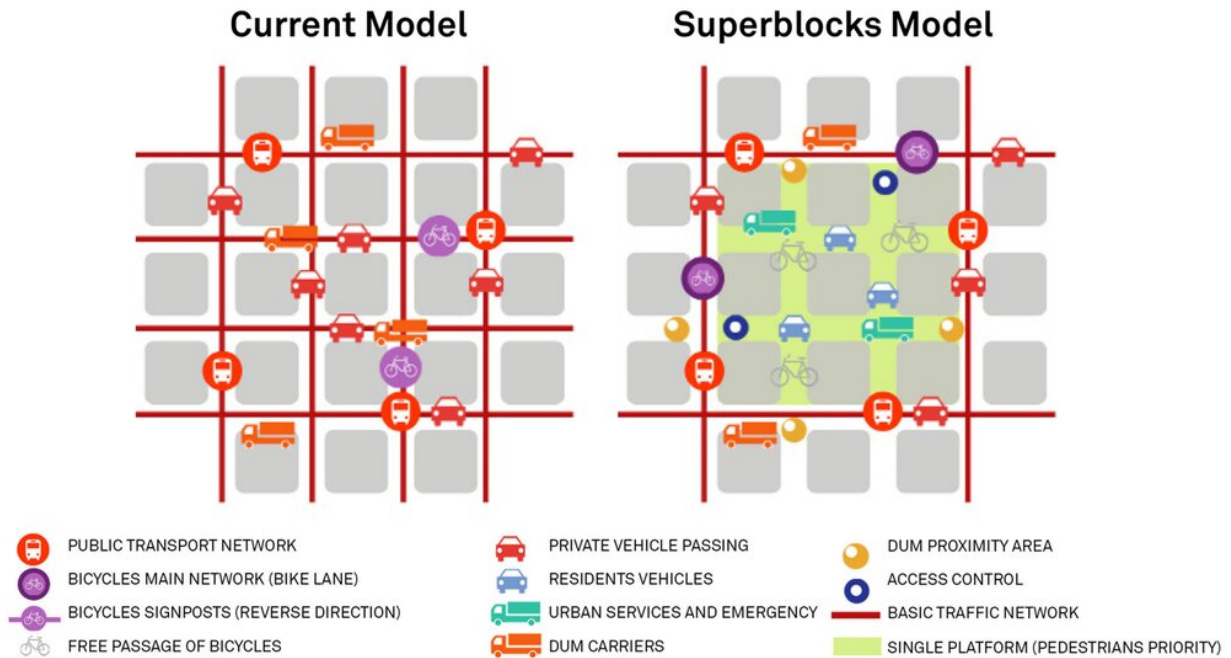 Current Model
Superblocks Model
PUBLIC TRANSPORT NETWORK
BICYCLES MAIN NETWORK (BIKE LANE)
BICYCLES SIGNPOSTS (REVERSE DIRECTION)
FREE PASSAGE OF BICYCLES
PRIVATE VEHICLE PASSING
RESIDENTS VEHICLES
URBAN SERVICES AND EMERGENCY
DUM CARRIERS
DUM PROXIMITY AREA
ACCESS CONTROL
BASIC TRAFFIC NETWORK
SINGLE PLATFORM (PEDESTRIANS PRIORITY)